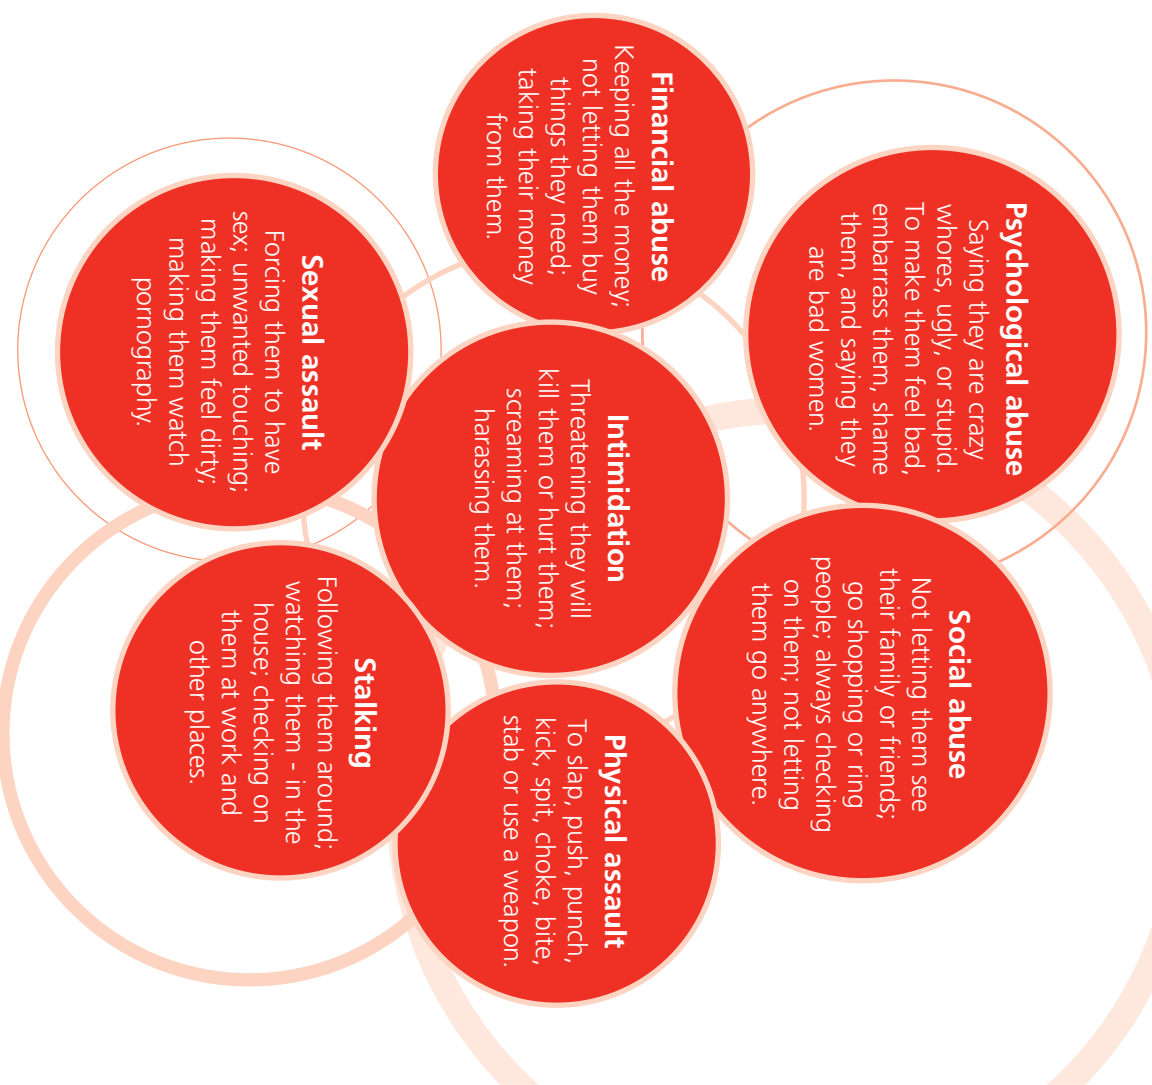 Psychological abuse
Saying they are crazy
whores, ugly, or stupid.
To make them feel bad,
embarrass them, shame
them, and saying they
are bad women.
Social abuse
Not letting them see
their family or friends;
go shopping or ring
people; always checking
on them; not letting
them go anywhere.
Financial abuse
Keeping all the money;
not letting them buy
things they need;
taking their money
from them.
Intimidation
Threatening they will
kill them or hurt them;
screaming at them;
harassing them.
Physical assault
To slap, push, punch,
kick, spit, choke, bite,
stab or use a weapon.
Sexual assault
Forcing them to have
sex; unwanted touching;
making them feel dirty;
making them watch
pornography.
Stalking
Following them around;
watching them - in the
house; checking on
them at work and
other places.